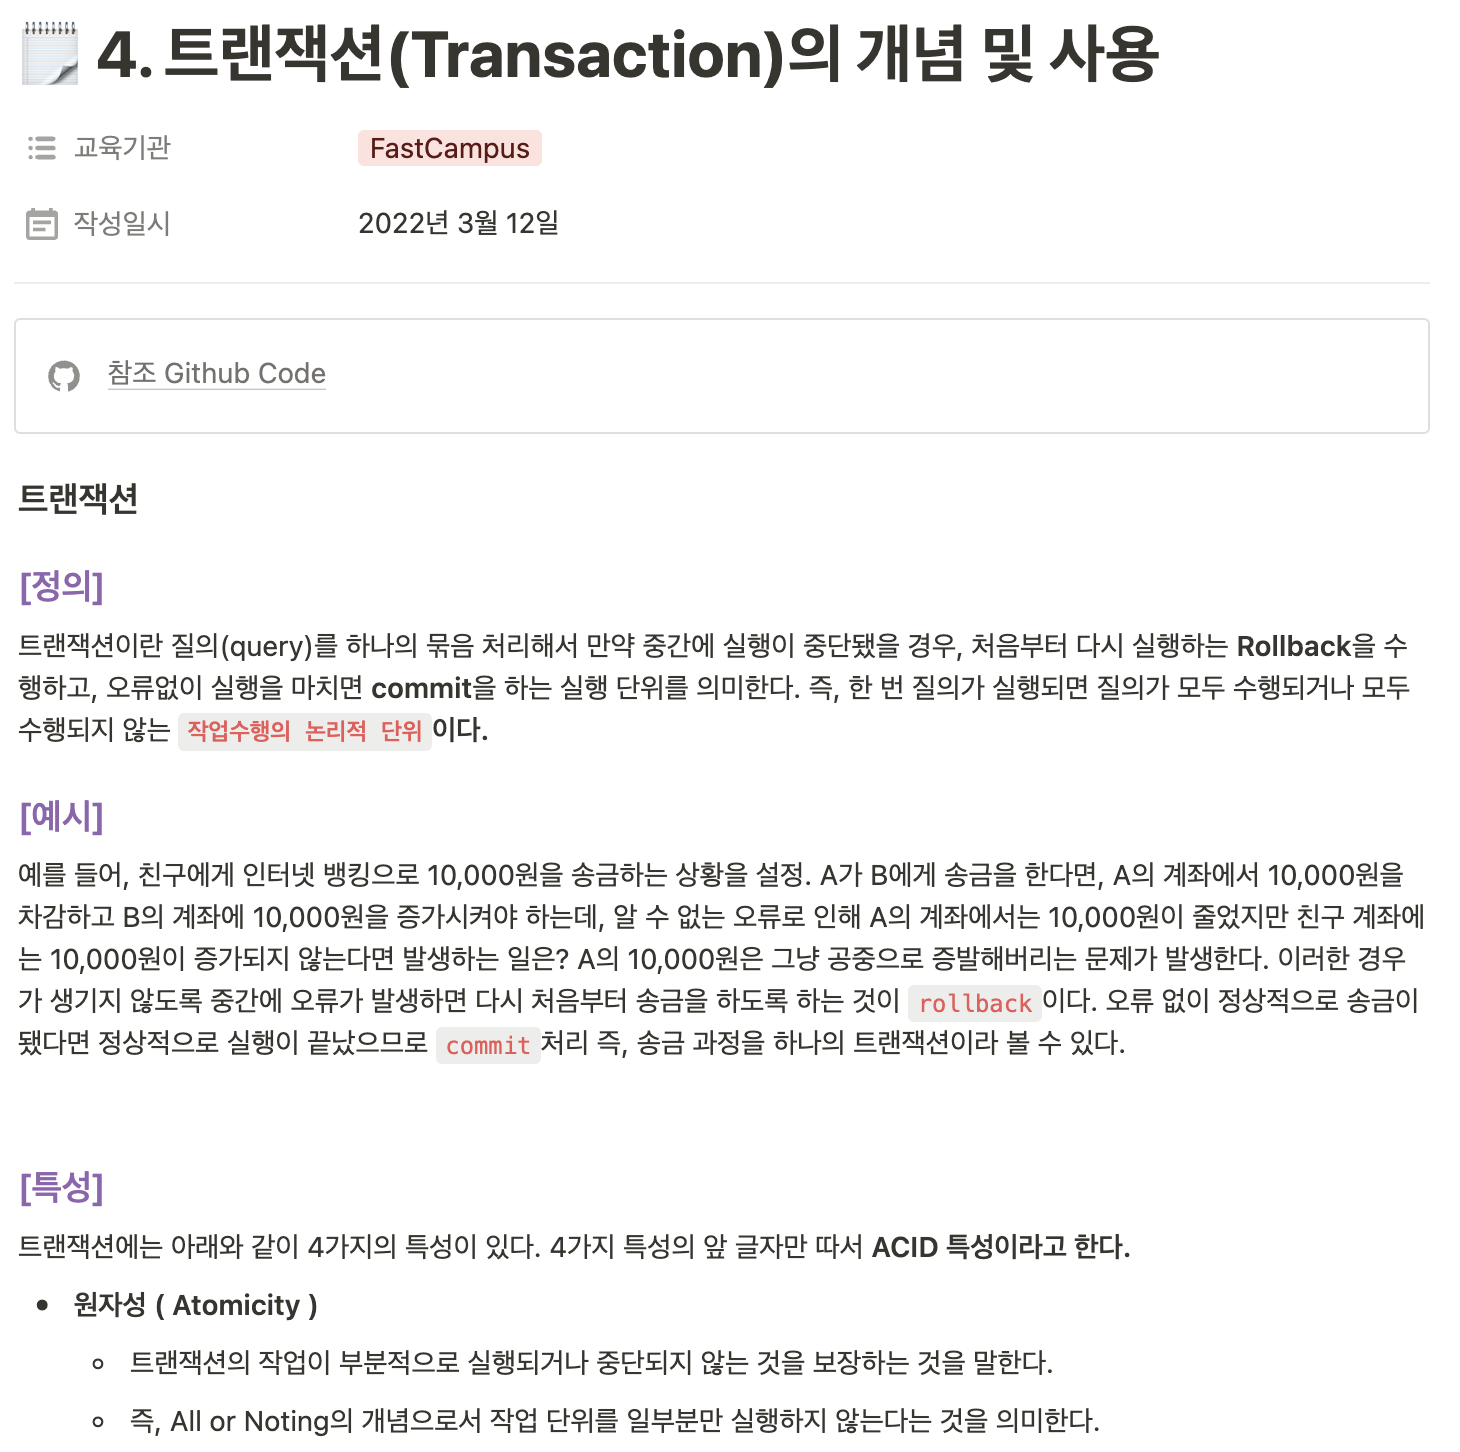 4. 트랜잭션(Transaction)의 개념 및 사용
교육기관 FastCampus
작성일시 2022년 3월 12일
참조 Github Code
트랜잭션
[정의]
트랜잭션이란 질의(query)를 하나의 묶음 처리해서 만약 중간에 실행이 중단됐을 경우, 처음부터 다시 실행하는 Rollback을 수
행하고, 오류없이 실행을 마치면 commit을 하는 실행 단위를 의미한다. 즉, 한 번 질의가 실행되면 질의가 모두 수행되거나 모두
수행되지 않는 작업수행의 논리적 단위이다.
[예시]
예를 들어, 친구에게 인터넷 뱅킹으로 10,000원을 송금하는 상황을 설정. A가 B에게 송금을 한다면, A의 계좌에서 10,000원을
차감하고 B의 계좌에 10,000원을 증가시켜야 하는데, 알 수 없는 오류로 인해 A의 계좌에서는 10,000원이 줄었지만 친구 계좌에
는 10,000원이 증가되지 않는다면 발생하는 일은? A의 10,000원은 그냥 공중으로 증발해버리는 문제가 발생한다. 이러한 경우
가 생기지 않도록 중간에 오류가 발생하면 다시 처음부터 송금을 하도록 하는 것이 rollback이다. 오류 없이 정상적으로 송금이
됐다면 정상적으로 실행이 끝났으므로 commit처리 즉, 송금 과정을 하나의 트랜잭션이라 볼 수 있다.
[특성]
트랜잭션에는 아래와 같이 4가지의 특성이 있다. 4가지 특성의 앞 글자만 따서 ACID 특성이라고 한다.
• 원자성 ( Atomicity )
◦ 트랜잭션의 작업이 부분적으로 실행되거나 중단되지 않는 것을 보장하는 것을 말한다.
◦ 즉, All or Noting의 개념으로서 작업 단위를 일부분만 실행하지 않는다는 것을 의미한다.